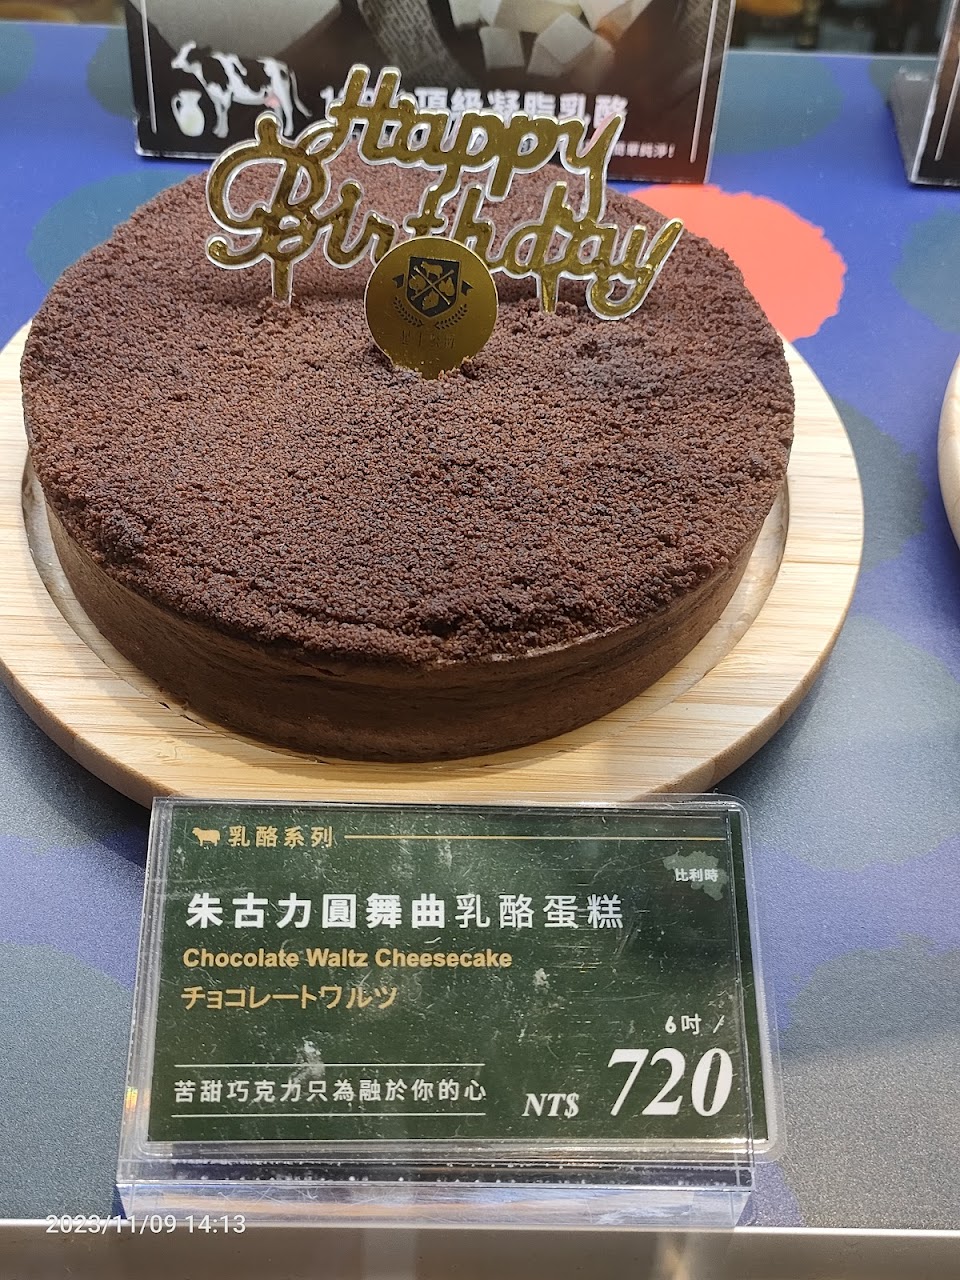 頂級凝脂乳酪
Happy
Birthday
乳酪系列
比利時
朱古力圓舞曲乳酪蛋糕
Chocolate Waltz Cheesecake
チョコレートワルツ
6吋 /
苦甜巧克力只為融於你的心
NT$ 720
2023/11/09 14:13